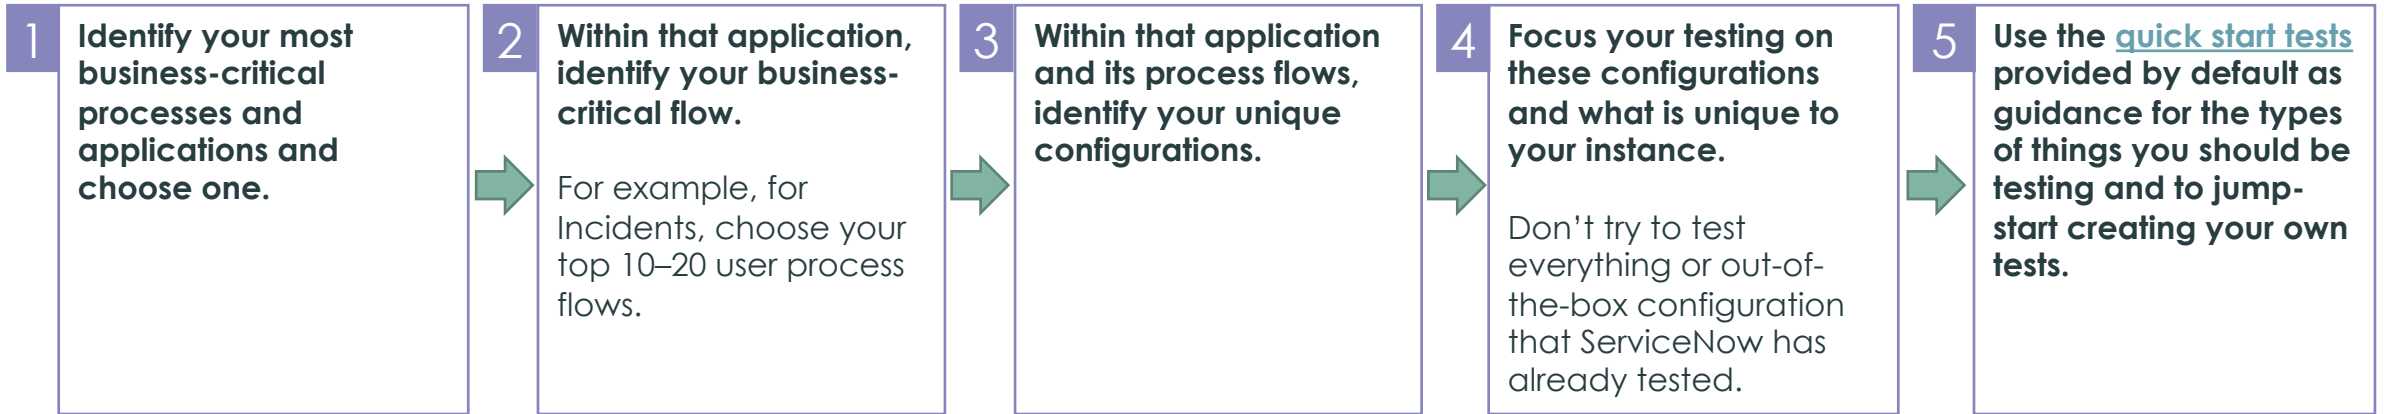 1
Identify your most
business-critical
processes and
applications and
choose one.
2
Within that application,
identify your business-
critical flow.
For example, for
Incidents, choose your
top 10–20 user process
flows.
3
Within that application
and its process flows,
identify your unique
configurations.
4
Focus your testing on
these configurations
and what is unique to
your instance.
Don’t try to test
everything or out-of-
the-box configuration
that ServiceNow has
already tested.
5
Use the quick start tests
provided by default as
guidance for the types
of things you should be
testing and to jump-
start creating your own
tests.